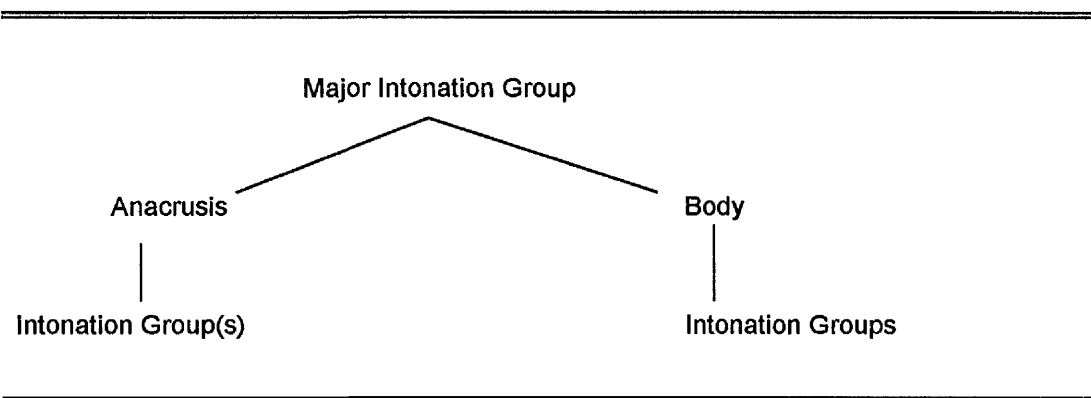 Major Intonation Group
Anacrusis
Body
Intonation Group(s)
Intonation Groups